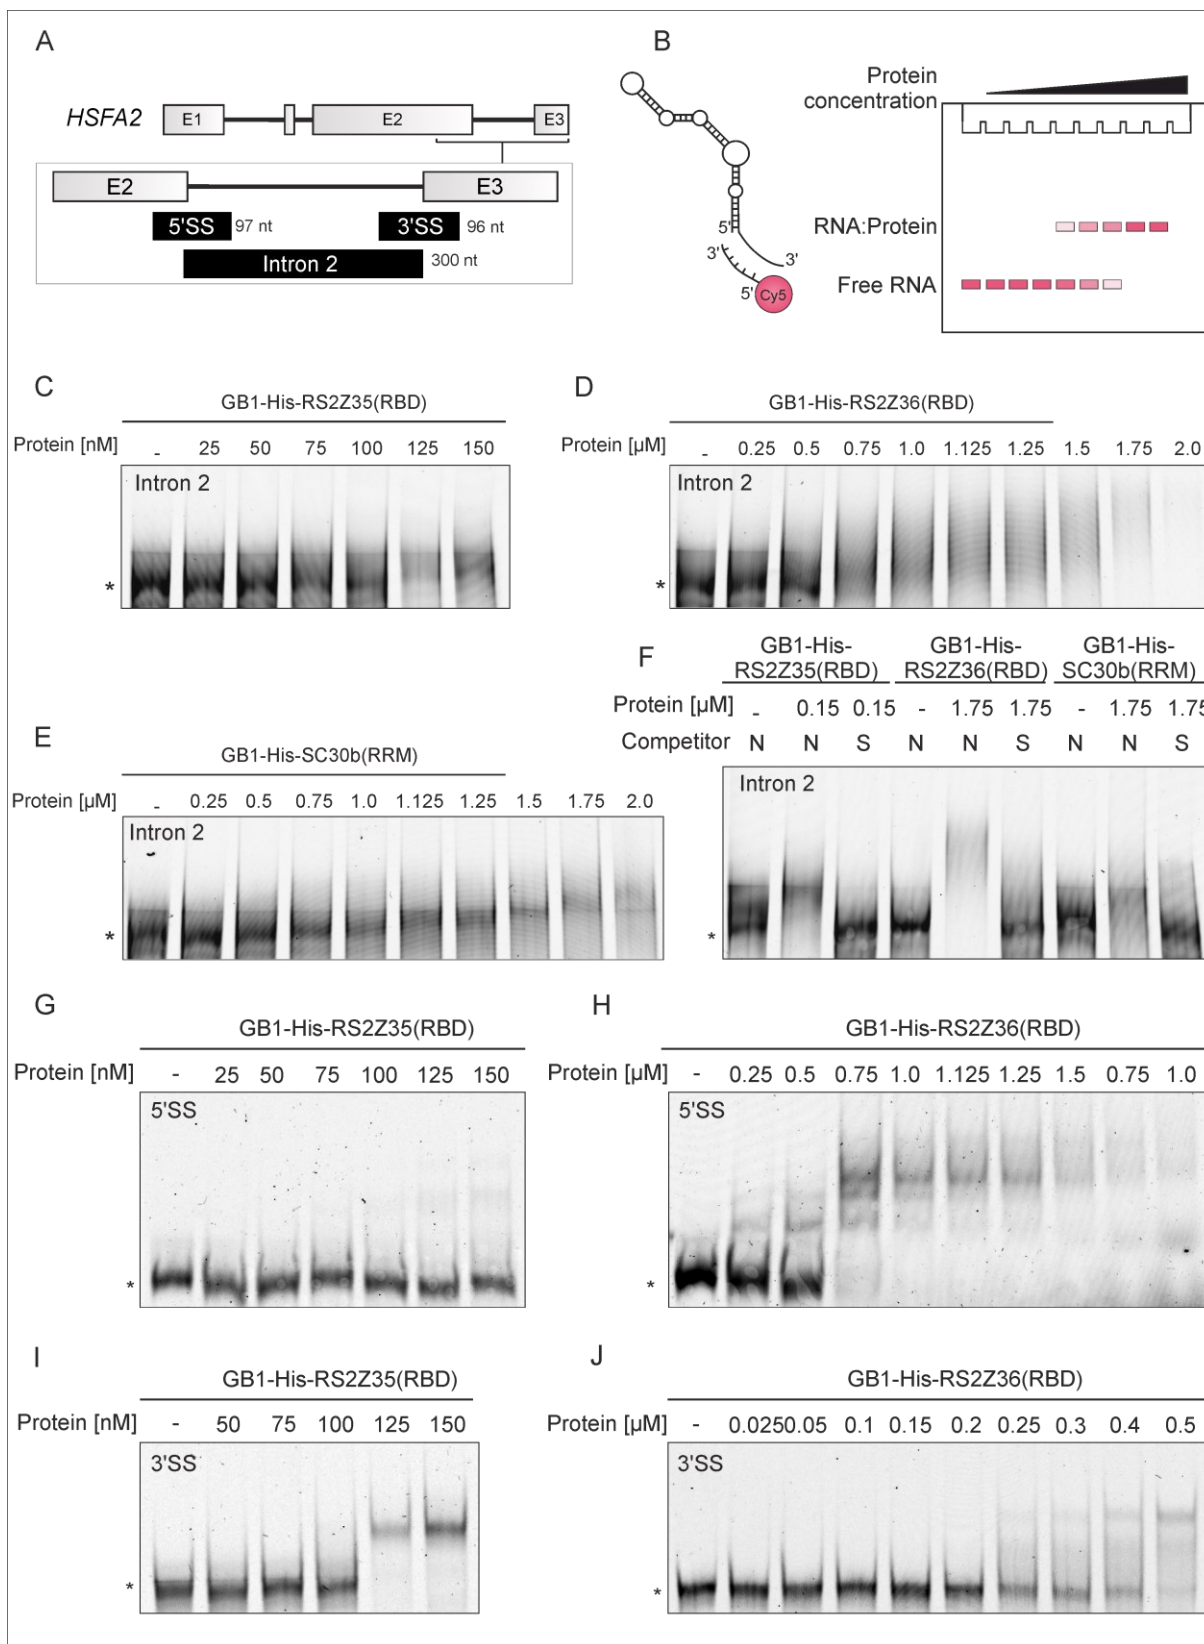 A
HSFA2
E1
E2
E3
E2
E3
5'SS
97 nt
3'SS
96 nt
Intron 2
300 nt
B
Protein
concentration
5'
3'
3'
5'
Cy5
RNA:Protein
Free RNA
C
GB1-His-RS2Z35(RBD)
Protein [nM]
- 25 50 75 100 125 150
Intron 2
*
D
GB1-His-RS2Z36(RBD)
Protein [µM]
- 0.25 0.5 0.75 1.0 1.125 1.25 1.5 1.75 2.0
Intron 2
*
E
GB1-His-SC30b(RRM)
Protein [µM]
- 0.25 0.5 0.75 1.0 1.125 1.25 1.5 1.75 2.0
Intron 2
*
F
GB1-His-
RS2Z35(RBD)
GB1-His-
RS2Z36(RBD)
GB1-His-
SC30b(RRM)
Protein [µM] - 0.15 0.15 - 1.75 1.75 - 1.75 1.75
Competitor N N S N N S N N S
Intron 2
*
G
GB1-His-RS2Z35(RBD)
Protein [nM] - 25 50 75 100 125 150
5'SS
*
H
GB1-His-RS2Z36(RBD)
Protein [µM] - 0.25 0.5 0.75 1.0 1.125 1.25 1.5 0.75 1.0
5'SS
*
I
GB1-His-RS2Z35(RBD)
Protein [nM] - 50 75 100 125 150
3'SS
*
J
GB1-His-RS2Z36(RBD)
Protein [µM] - 0.025 0.05 0.1 0.15 0.2 0.25 0.3 0.4 0.5
3'SS
*